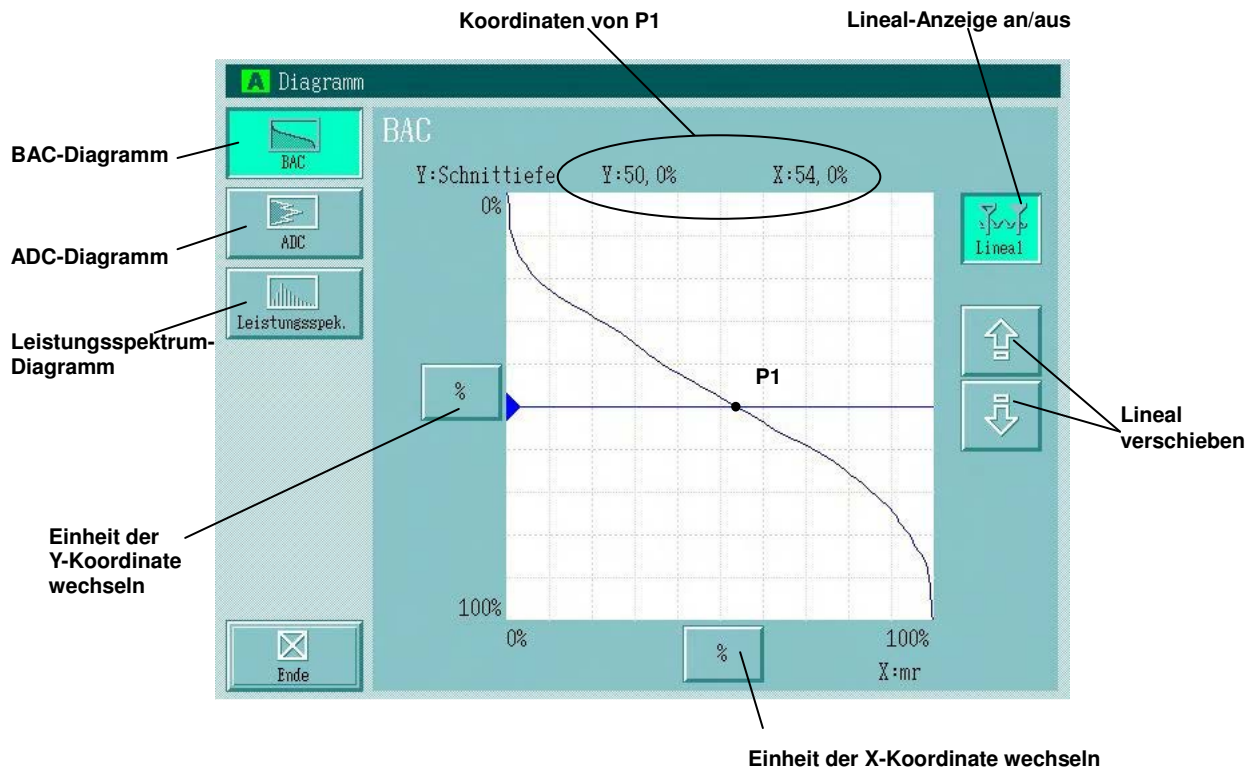 Koordinaten von P1
Lineal-Anzeige an/aus
A Diagramm
BAC-Diagramm
BAC
BAC
Y:Schnittiefe Y:50,0% X:54,0%
0%
Lineal
ADC-Diagramm
ADC
Leistungsspektrum-
Diagramm
Leistungsspek.
%
P1
Lineal
verschieben
Einheit der
Y-Koordinate
wechseln
100%
0%
%
100%
X:mr
Ende
Einheit der X-Koordinate wechseln